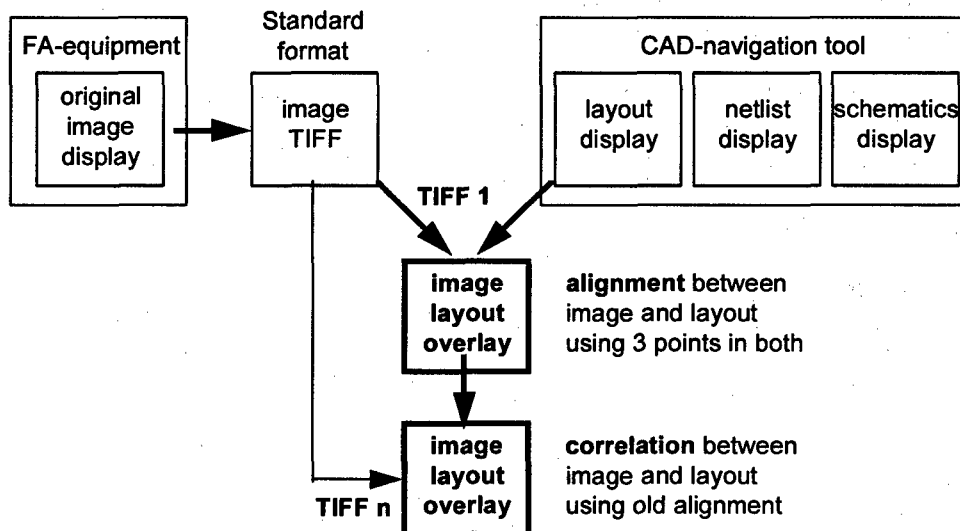 FA-equipment
original
image
display
Standard
format
image
TIFF
CAD-navigation tool
layout
display
netlist
display
schematics
display
TIFF 1
image
layout
overlay
alignment between
image and layout
using 3 points in both
image
layout
overlay
correlation between
image and layout
using old alignment
TIFF n